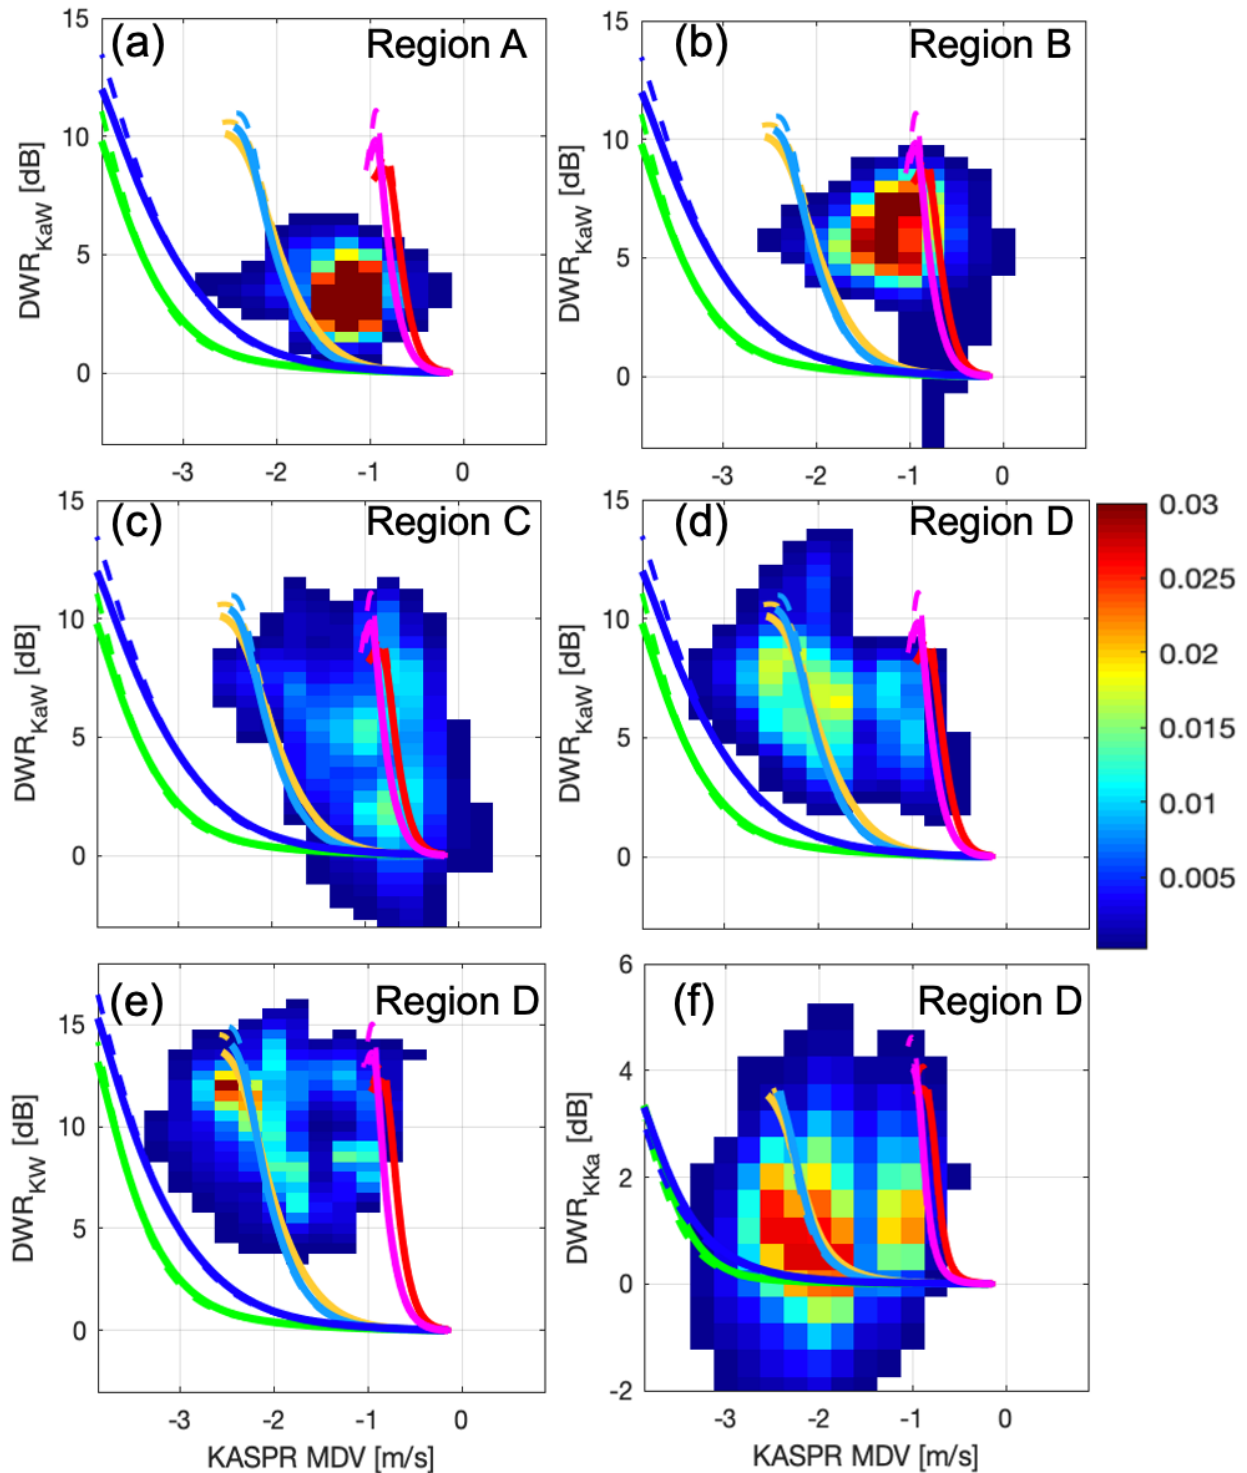 (a) Region A
15
10
5
0
DWR_KaW [dB]
-3 -2 -1 0
(b) Region B
15
10
5
0
DWR_KaW [dB]
-3 -2 -1 0
(c) Region C
15
10
5
0
DWR_KaW [dB]
(d) Region D
15
10
5
0
DWR_KaW [dB]
0.03
0.025
0.02
0.015
0.01
0.005
(e) Region D
15
10
5
0
DWR_KW [dB]
-3 -2 -1 0
KASPR MDV [m/s]
(f) Region D
6
4
2
0
-2
DWR_KKa [dB]
-3 -2 -1 0
KASPR MDV [m/s]